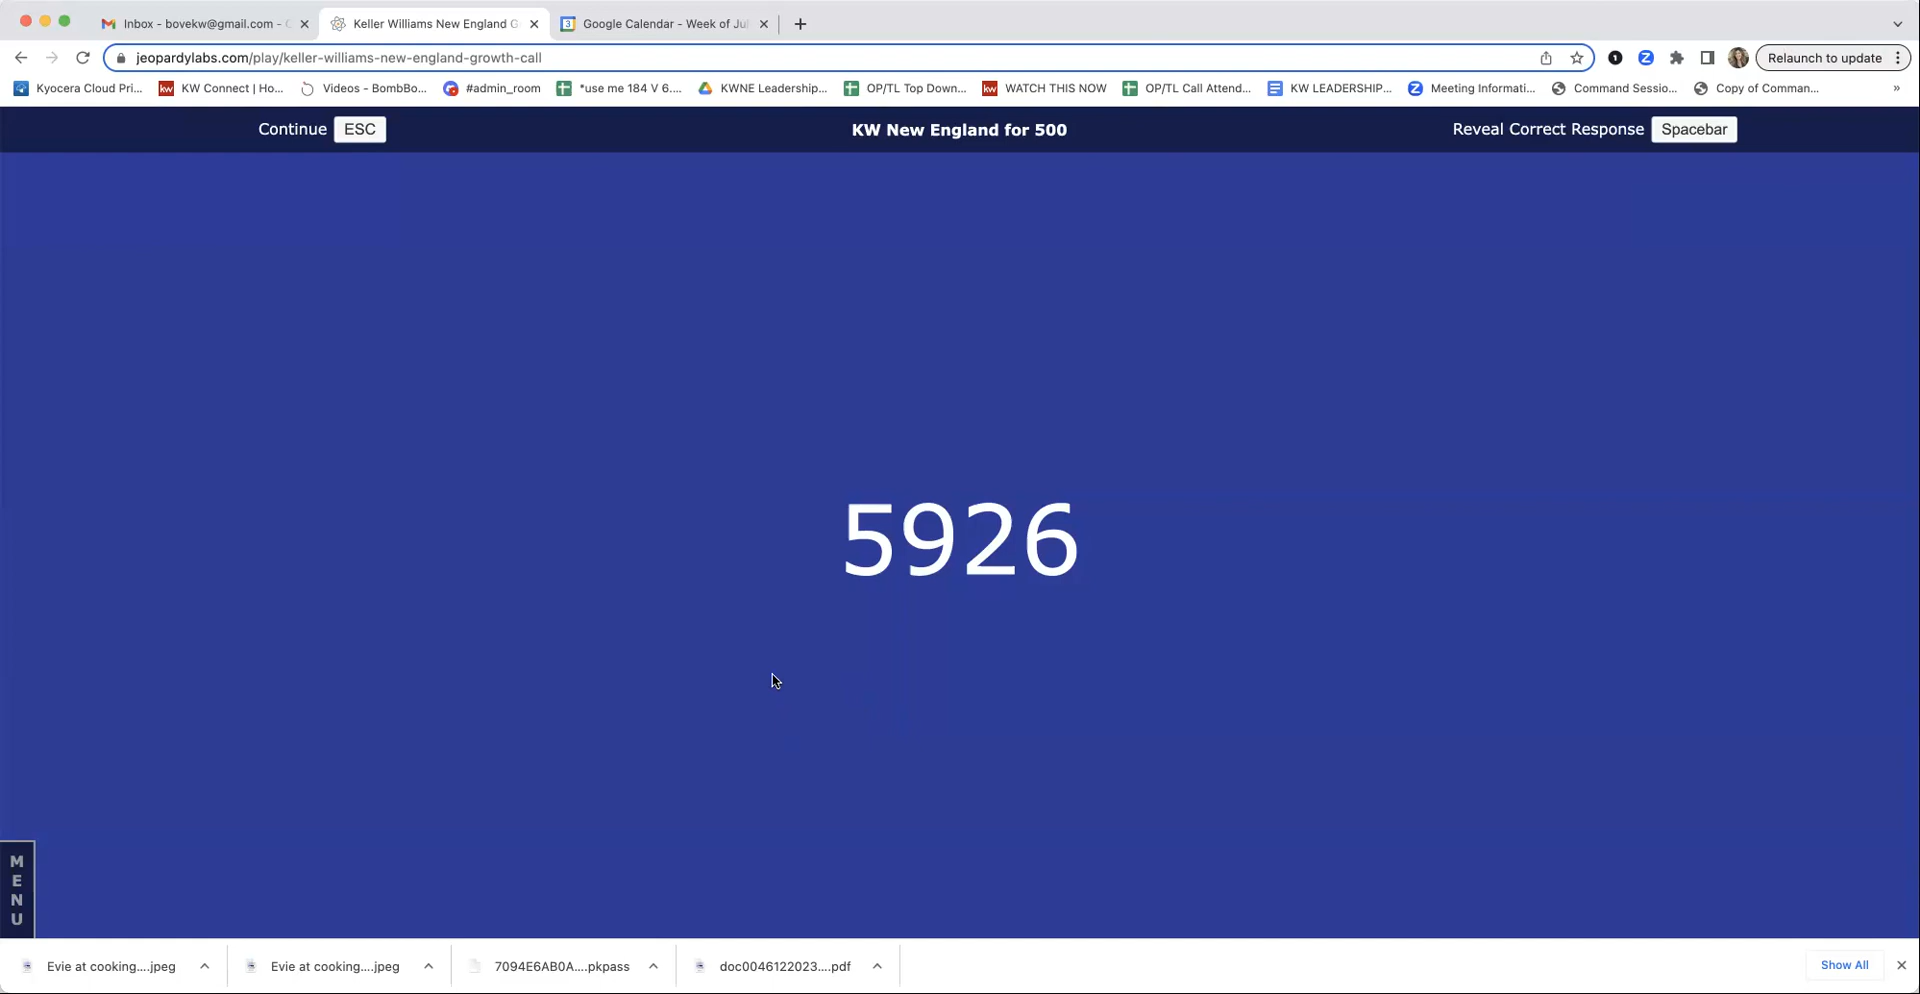 Inbox - bovekw@gmail.com -
Keller Williams New England G
Google Calendar - Week of Ju
jeopardylabs.com/play/keller-williams-new-england-growth-call
Relaunch to update
Kyocera Cloud Pri...
KW Connect | Ho...
Videos - BombBo...
#admin_room
*use me 184 V 6....
KWNE Leadership...
OP/TL Top Down...
kw WATCH THIS NOW
OP/TL Call Attend...
KW LEADERSHIP...
Meeting Informati...
Command Sessio...
Copy of Comman...
»
Continue ESC
KW New England for 500
Reveal Correct Response Spacebar
5926
MENU
Evie at cooking....jpeg
Evie at cooking....jpeg
7094E6AB0A....pkpass
doc0046122023....pdf
Show All